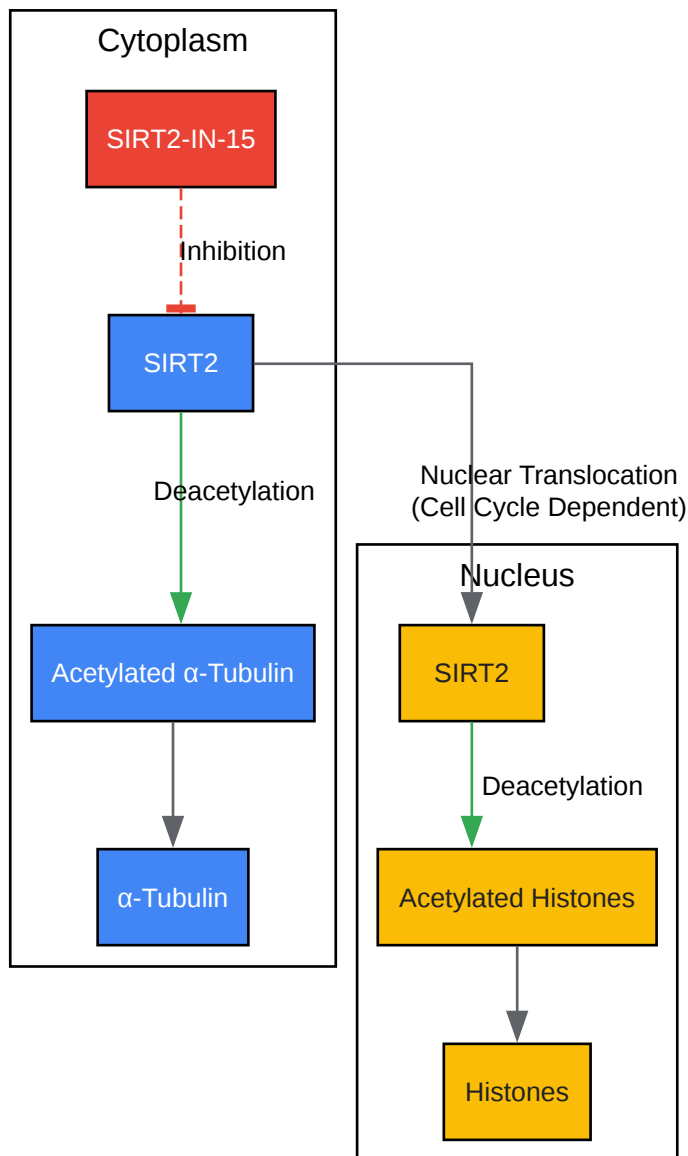 Cytoplasm
SIRT2-IN-15
Inhibition
SIRT2
Deacetylation
Acetylated α-Tubulin
α-Tubulin
Nuclear Translocation
(Cell Cycle Dependent)
Nucleus
SIRT2
Deacetylation
Acetylated Histones
Histones